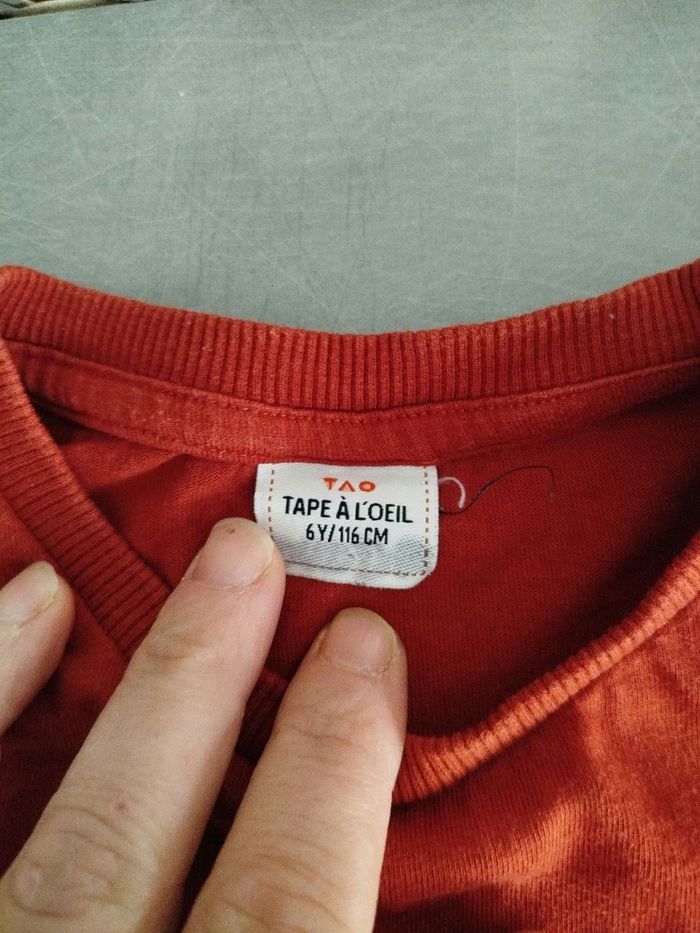 TAO
TAPE À L'OEIL
6Y/116 CM